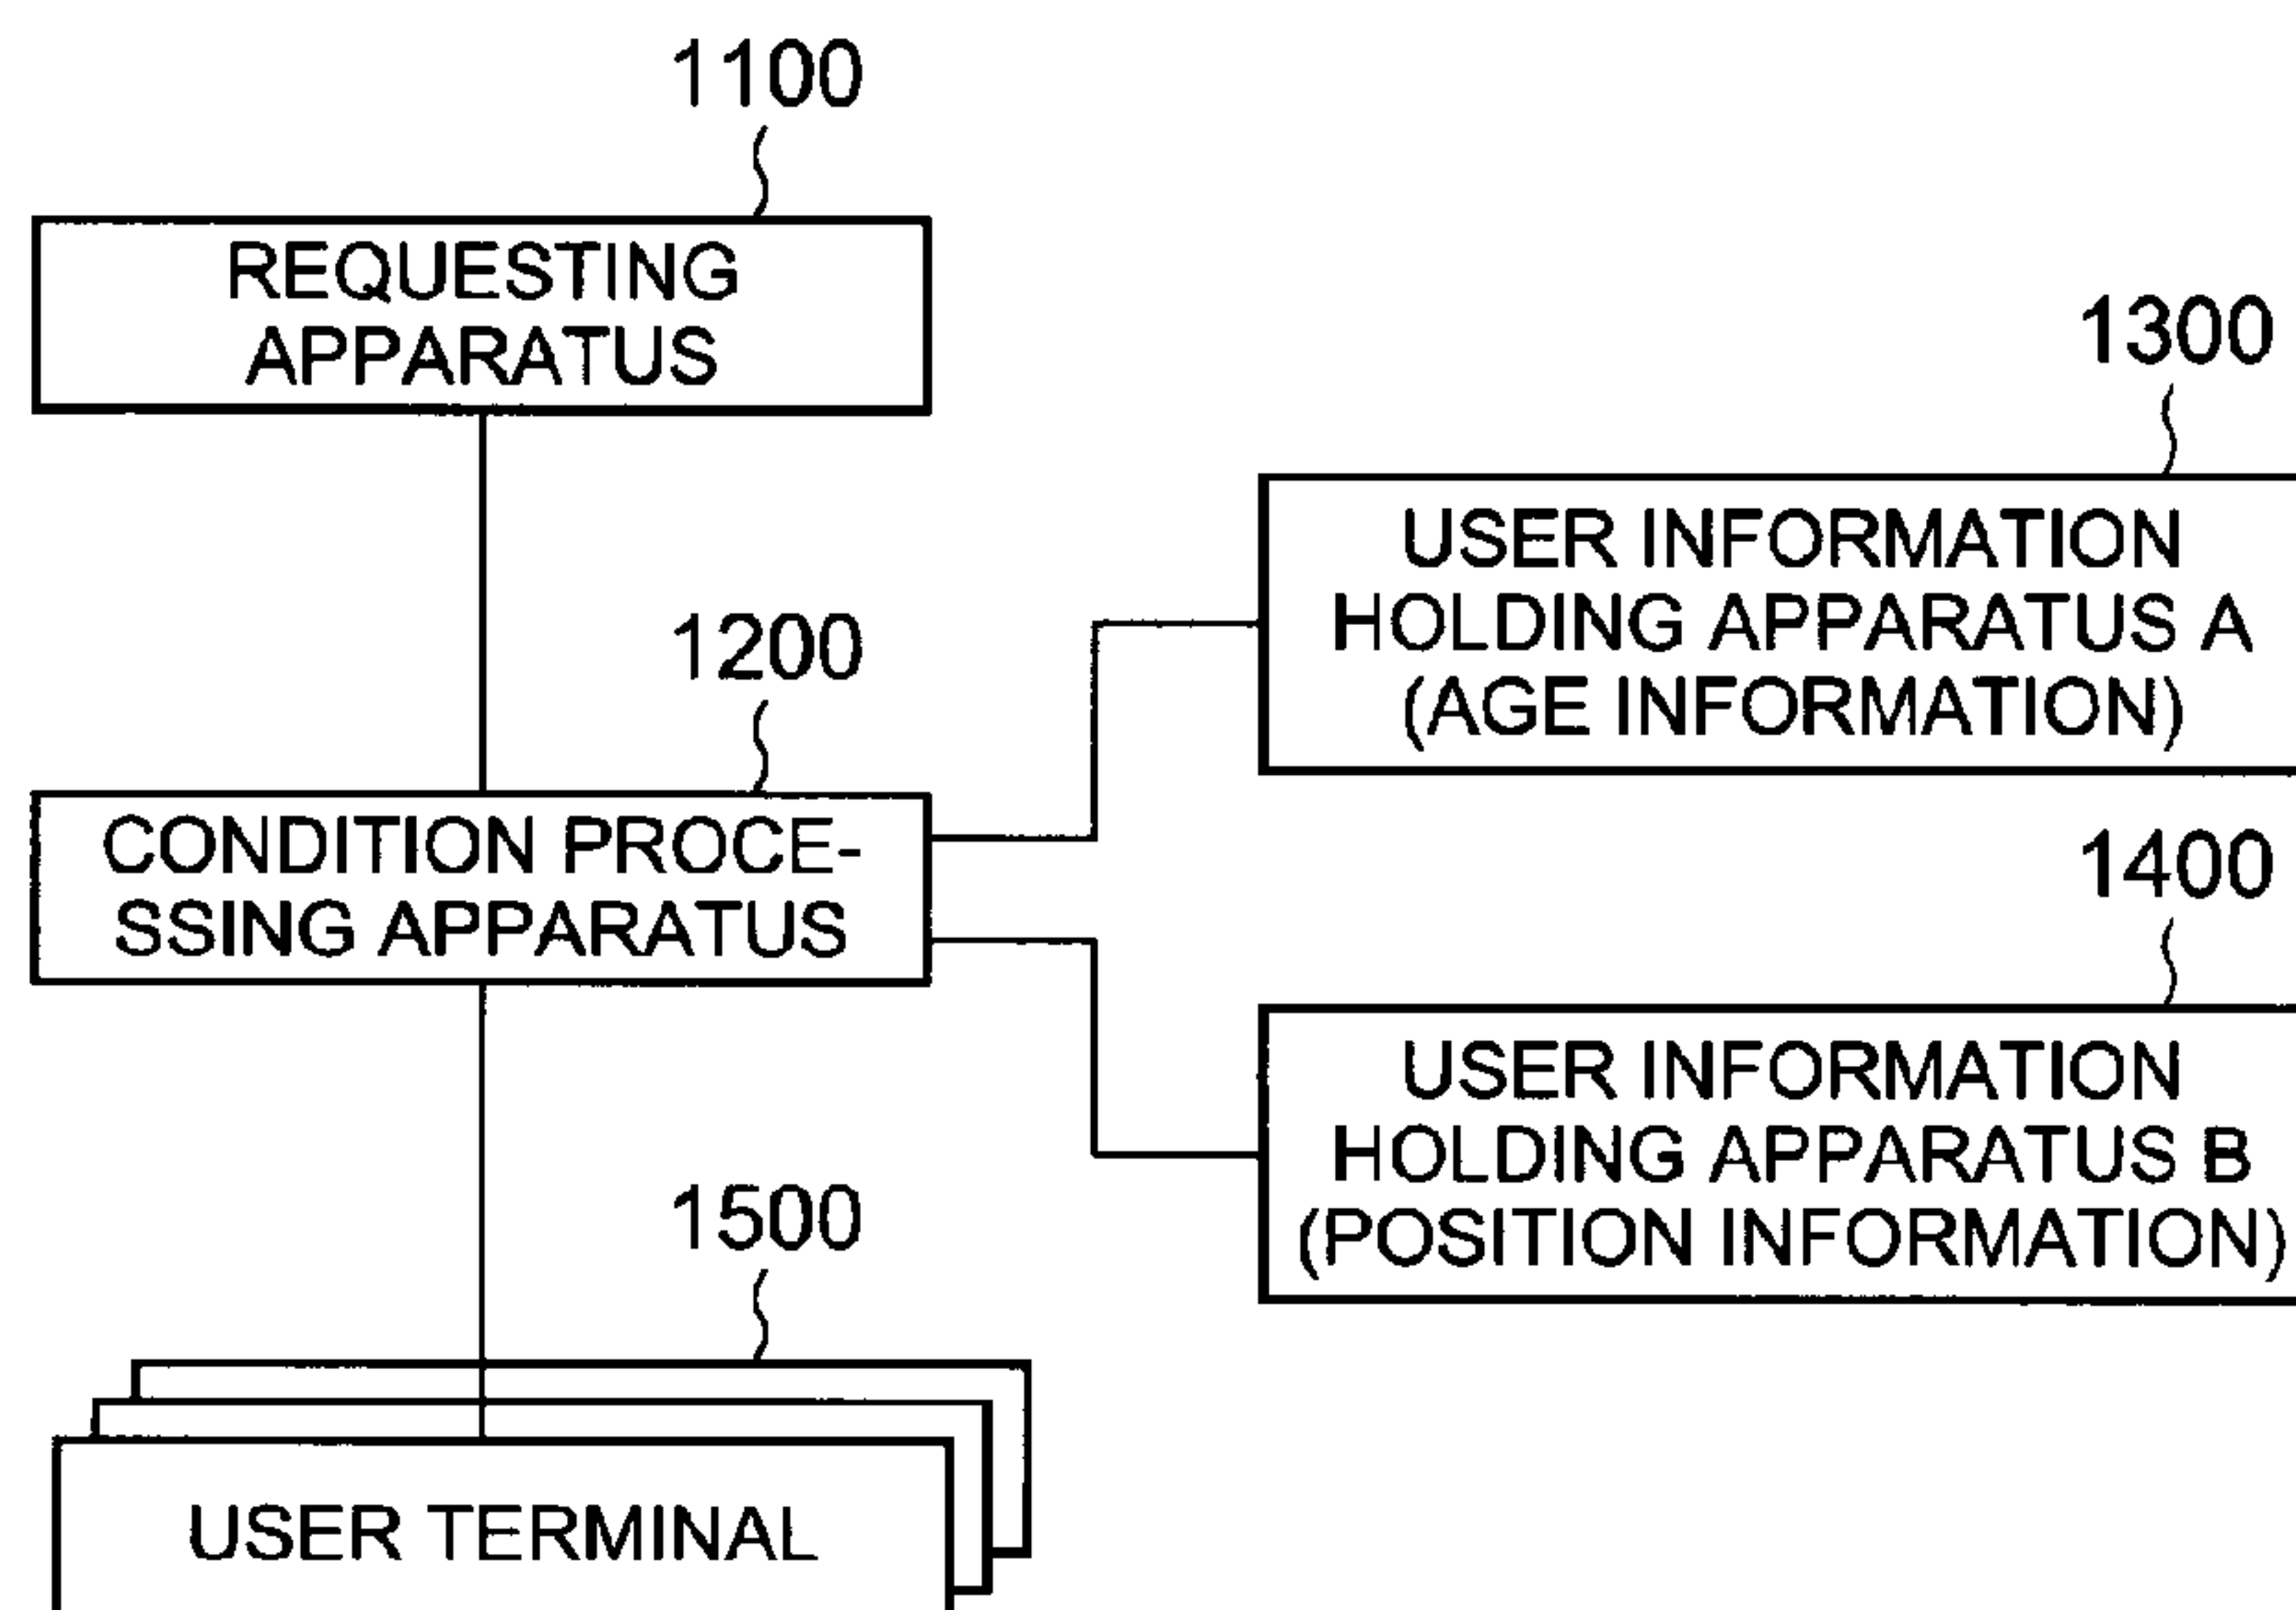 1100
REQUESTING
APPARATUS
1300
USER INFORMATION
HOLDING APPARATUS A
(AGE INFORMATION)
1200
CONDITION PROCE-
SSING APPARATUS
1400
USER INFORMATION
HOLDING APPARATUS B
(POSITION INFORMATION)
1500
USER TERMINAL